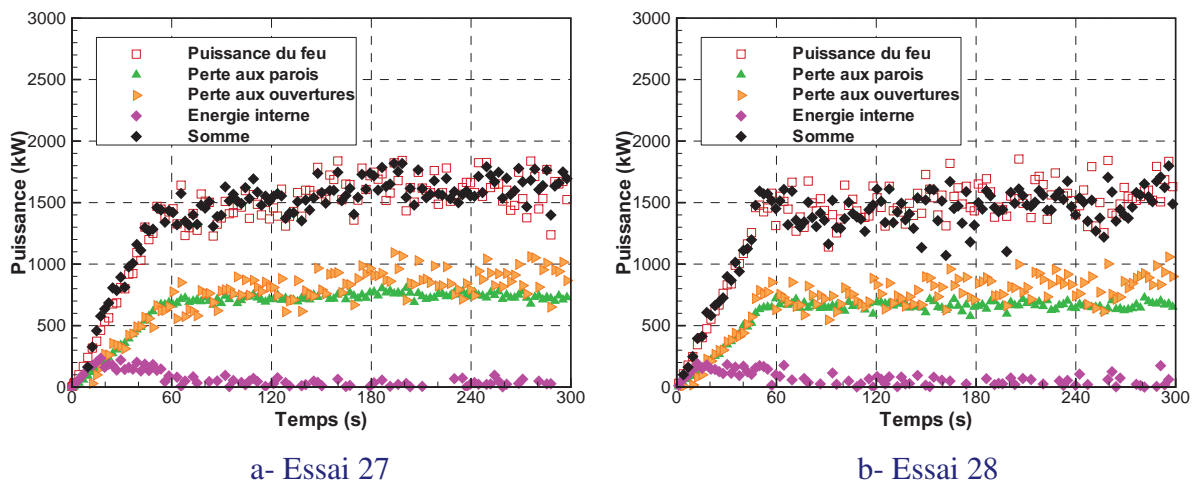 3000
2500
2000
1500
1000
500
0
Puissance (kW)
Puissance du feu
Perte aux parois
Perte aux ouvertures
Energie interne
Somme
0 60 120 180 240 300
Temps (s)
a- Essai 27
3000
2500
2000
1500
1000
500
0
Puissance (kW)
Puissance du feu
Perte aux parois
Perte aux ouvertures
Energie interne
Somme
0 60 120 180 240 300
Temps (s)
b- Essai 28